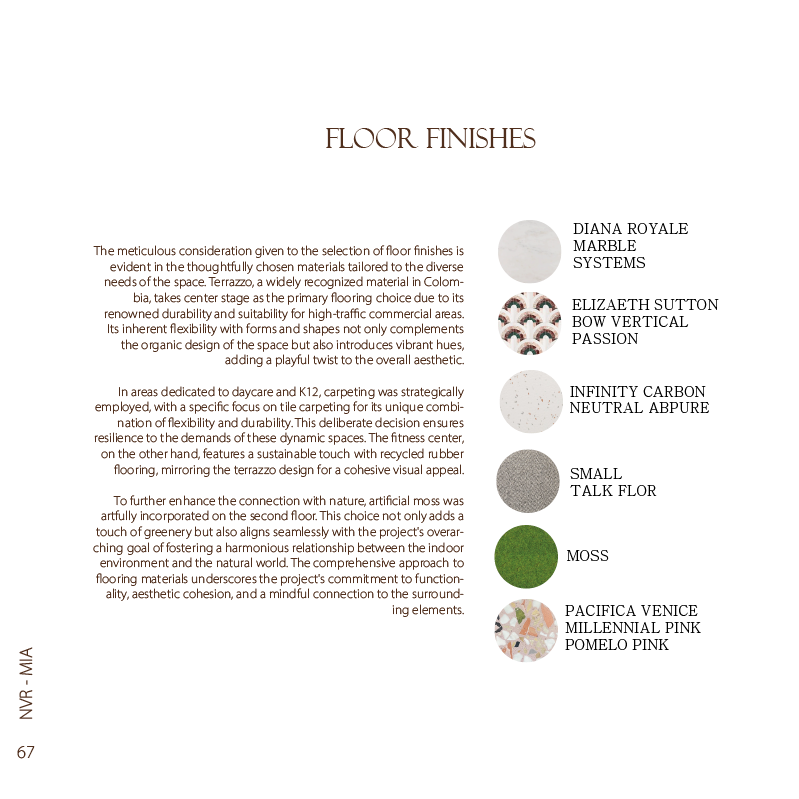 FLOOR FINISHES
The meticulous consideration given to the selection of floor finishes is
evident in the thoughtfully chosen materials tailored to the diverse
needs of the space. Terrazzo, a widely recognized material in Colom-
bia, takes center stage as the primary flooring choice due to its
renowned durability and suitability for high-traffic commercial areas.
Its inherent flexibility with forms and shapes not only complements
the organic design of the space but also introduces vibrant hues,
adding a playful twist to the overall aesthetic.
In areas dedicated to daycare and K12, carpeting was strategically
employed, with a specific focus on tile carpeting for its unique combi-
nation of flexibility and durability. This deliberate decision ensures
resilience to the demands of these dynamic spaces. The fitness center,
on the other hand, features a sustainable touch with recycled rubber
flooring, mirroring the terrazzo design for a cohesive visual appeal.
To further enhance the connection with nature, artificial moss was
artfully incorporated on the second floor. This choice not only adds a
touch of greenery but also aligns seamlessly with the project's overar-
ching goal of fostering a harmonious relationship between the indoor
environment and the natural world. The comprehensive approach to
flooring materials underscores the project's commitment to function-
ality, aesthetic cohesion, and a mindful connection to the surround-
ing elements.
DIANA ROYALE
MARBLE
SYSTEMS
ELIZAETH SUTTON
BOW VERTICAL
PASSION
INFINITY CARBON
NEUTRAL ABPURE
SMALL
TALK FLOR
MOSS
PACIFICA VENICE
MILLENNIAL PINK
POMELO PINK
NVR - MIA
67